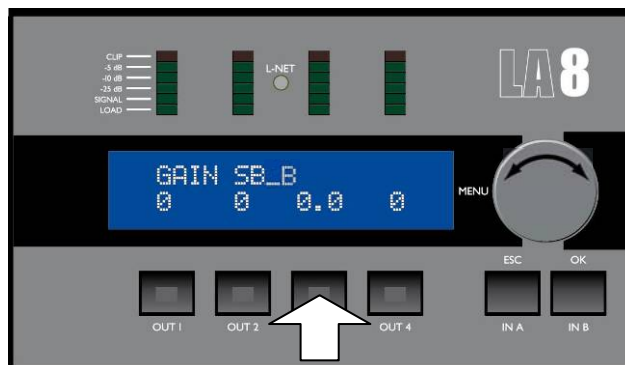 CLIP
-5 dB
-10 dB
-25 dB
SIGNAL
LOAD
L-NET
LA8
GAIN SB_B
0 0 0.0 0
MENU
ESC OK
OUT 1 OUT 2 OUT 4 IN A IN B